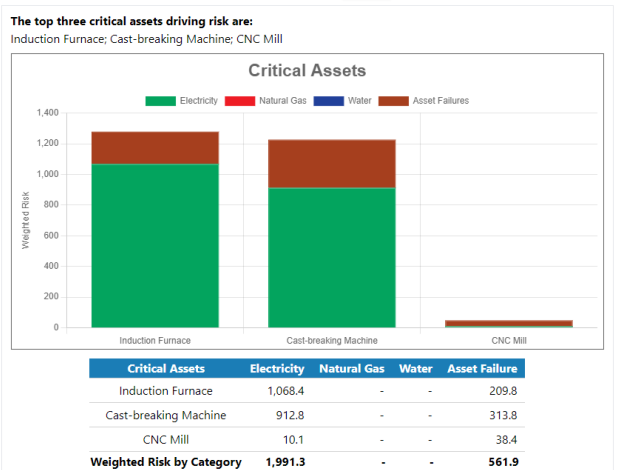 The top three critical assets driving risk are:
Induction Furnace; Cast-breaking Machine; CNC Mill
Critical Assets
Electricity Natural Gas Water Asset Failures
1,400
1,200
1,000
800
600
400
200
0
Weighted Risk
Induction Furnace Cast-breaking Machine CNC Mill
Critical Assets Electricity Natural Gas Water Asset Failure
Induction Furnace 1,068.4 - - 209.8
Cast-breaking Machine 912.8 - - 313.8
CNC Mill 10.1 - - 38.4
Weighted Risk by Category 1,991.3 - - 561.9